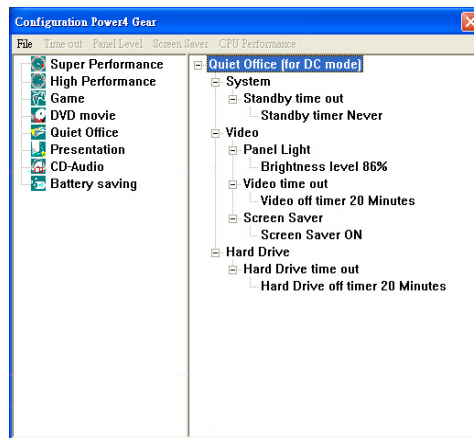 Configuration Power4 Gear
File Time out Panel Level Screen Saver CPU Performance
Super Performance
High Performance
Game
DVD movie
Quiet Office
Presentation
CD-Audio
Battery saving
Quiet Office (for DC mode)
System
Standby time out
Standby timer Never
Video
Panel Light
Brightness level 86%
Video time out
Video off timer 20 Minutes
Screen Saver
Screen Saver ON
Hard Drive
Hard Drive time out
Hard Drive off timer 20 Minutes